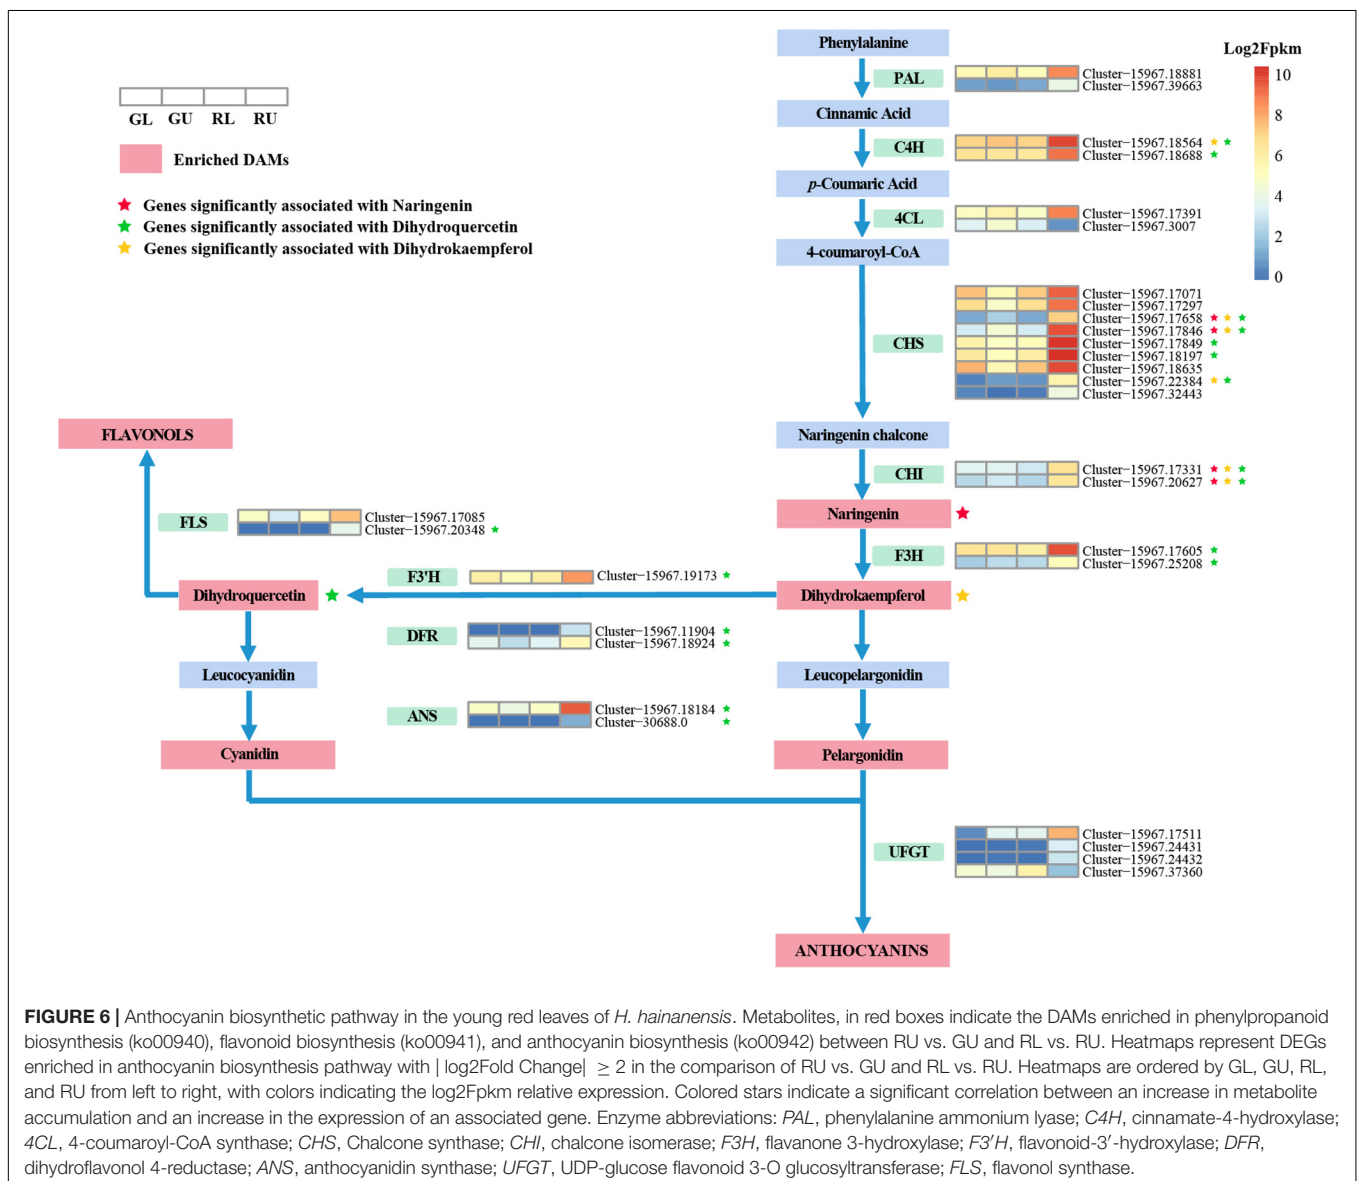 Phenylalanine
Log2Fpkm
PAL
Cluster−15967.18881
Cluster−15967.39663
10
8
6
4
2
0
GL GU RL RU
Enriched DAMs
Genes significantly associated with Naringenin
Genes significantly associated with Dihydroquercetin
Genes significantly associated with Dihydrokaempferol
Cinnamic Acid
C4H
Cluster−15967.18564
Cluster−15967.18688
p-Coumaric Acid
4CL
Cluster−15967.17391
Cluster−15967.3007
4-coumaroyl-CoA
CHS
Cluster−15967.17071
Cluster−15967.17297
Cluster−15967.17658
Cluster−15967.17846
Cluster−15967.17849
Cluster−15967.18197
Cluster−15967.18635
Cluster−15967.22384
Cluster−15967.32443
FLAVONOLS
Naringenin chalcone
CHI
Cluster−15967.17331
Cluster−15967.20627
FLS
Cluster−15967.17085
Cluster−15967.20348
Naringenin
F3H
Cluster−15967.17605
Cluster−15967.25208
F3'H
Cluster−15967.19173
Dihydroquercetin
Dihydrokaempferol
DFR
Cluster−15967.11904
Cluster−15967.18924
Leucocyanidin
Leucopelargonidin
ANS
Cluster−15967.18184
Cluster−30688.0
Cyanidin
Pelargonidin
UFGT
Cluster−15967.17511
Cluster−15967.24431
Cluster−15967.24432
Cluster−15967.37360
ANTHOCYANINS
FIGURE 6 | Anthocyanin biosynthetic pathway in the young red leaves of H. hainanensis. Metabolites, in red boxes indicate the DAMs enriched in phenylpropanoid
biosynthesis (ko00940), flavonoid biosynthesis (ko00941), and anthocyanin biosynthesis (ko00942) between RU vs. GU and RL vs. RU. Heatmaps represent DEGs
enriched in anthocyanin biosynthesis pathway with | log2Fold Change| ≥ 2 in the comparison of RU vs. GU and RL vs. RU. Heatmaps are ordered by GL, GU, RL,
and RU from left to right, with colors indicating the log2Fpkm relative expression. Colored stars indicate a significant correlation between an increase in metabolite
accumulation and an increase in the expression of an associated gene. Enzyme abbreviations: PAL, phenylalanine ammonium lyase; C4H, cinnamate-4-hydroxylase;
4CL, 4-coumaroyl-CoA synthase; CHS, Chalcone synthase; CHI, chalcone isomerase; F3H, flavanone 3-hydroxylase; F3′H, flavonoid-3′-hydroxylase; DFR,
dihydroflavonol 4-reductase; ANS, anthocyanidin synthase; UFGT, UDP-glucose flavonoid 3-O glucosyltransferase; FLS, flavonol synthase.